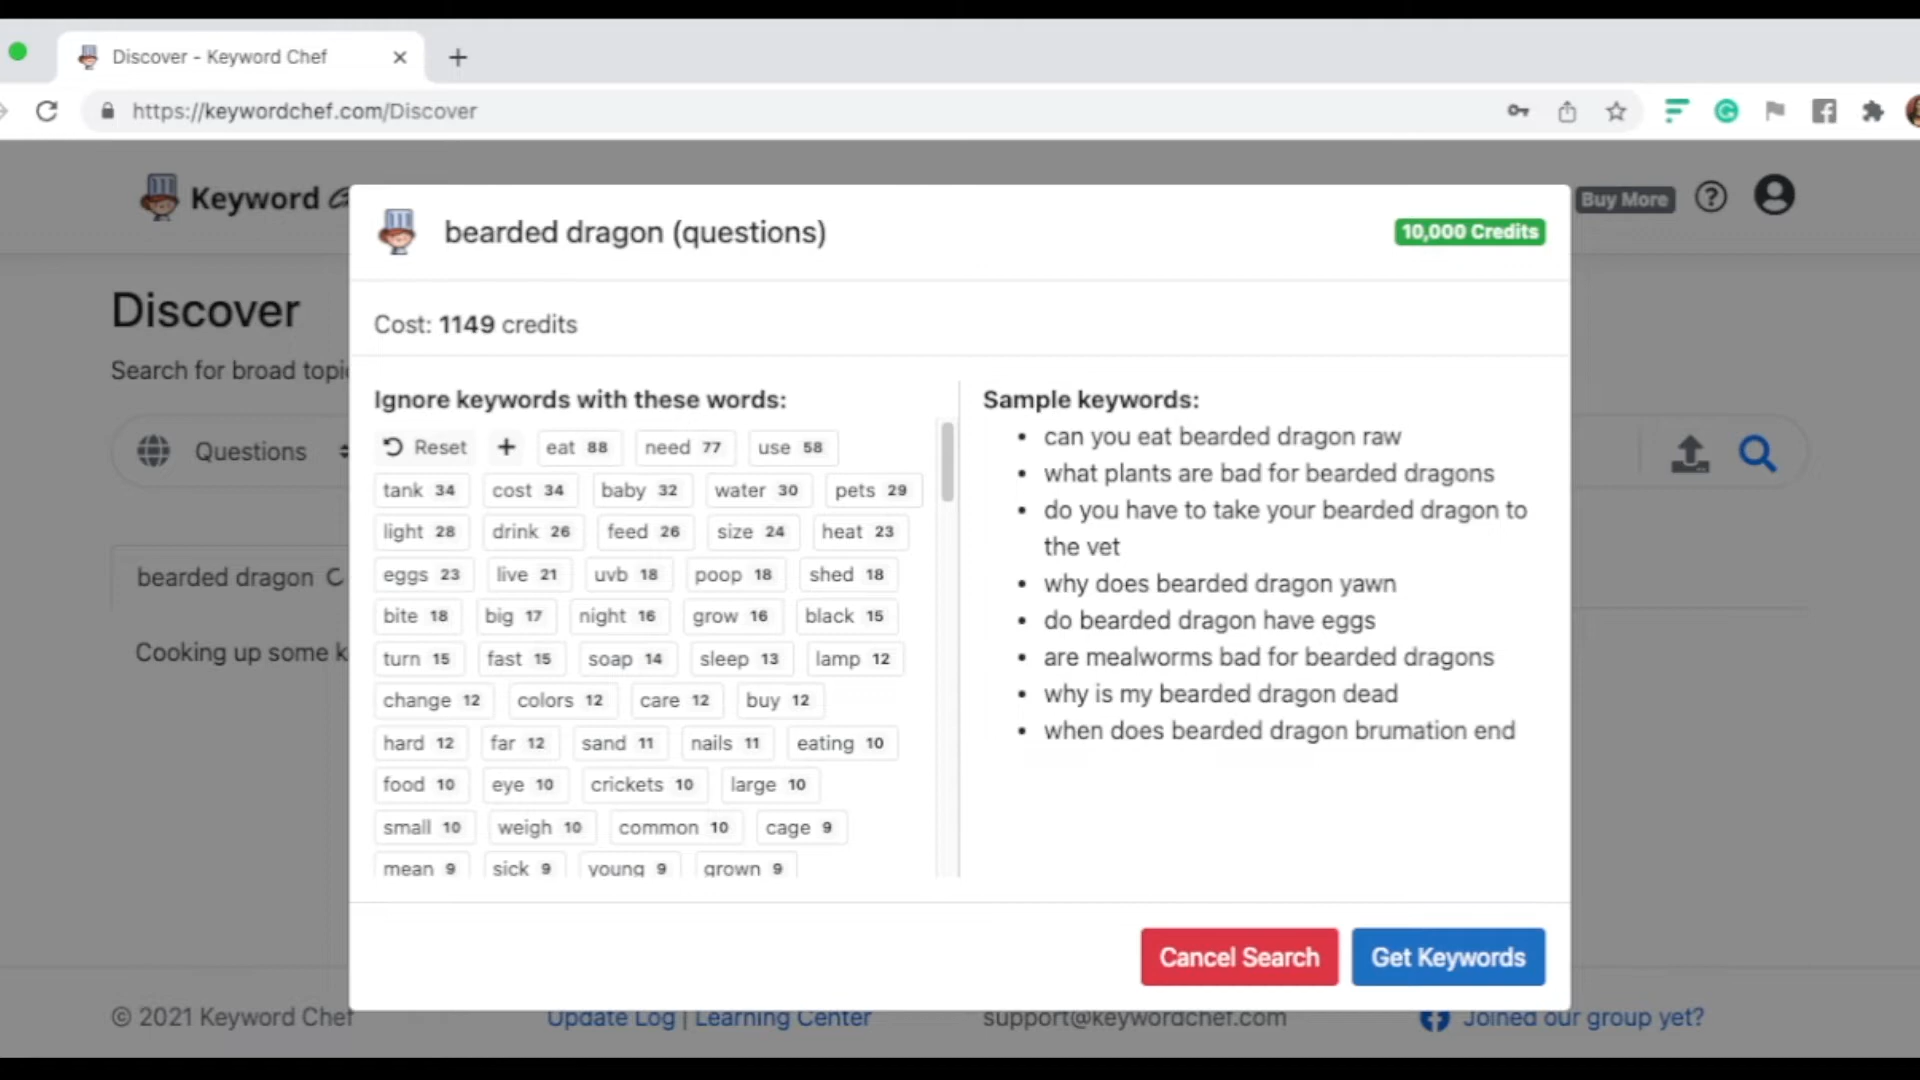 Discover - Keyword Chef
https://keywordchef.com/Discover
Keyword
Buy More
bearded dragon (questions)
10,000 Credits
Discover
Cost: 1149 credits
Search for broad
Ignore keywords with these words:
Sample keywords:
Questions
Reset + eat 88 need 77 use 58
tank 34 cost 34 baby 32 water 30 pets 29
light 28 drink 26 feed 26 size 24 heat 23
eggs 23 live 21 uvb 18 poop 18 shed 18
bite 18 big 17 night 16 grow 16 black 15
turn 15 fast 15 soap 14 sleep 13 lamp 12
change 12 colors 12 care 12 buy 12
hard 12 far 12 sand 11 nails 11 eating 10
food 10 eye 10 crickets 10 large 10
small 10 weigh 10 common 10 cage 9
mean 9 sick 9 young 9 grown 9
• can you eat bearded dragon raw
• what plants are bad for bearded dragons
• do you have to take your bearded dragon to
the vet
• why does bearded dragon yawn
• do bearded dragon have eggs
• are mealworms bad for bearded dragons
• why is my bearded dragon dead
• when does bearded dragon brumation end
bearded dragon
Cooking up some
Cancel Search
Get Keywords
© 2021 Keyword Chef
Update Log | Learning Center
support@keywordchef.com
Joined our group yet?